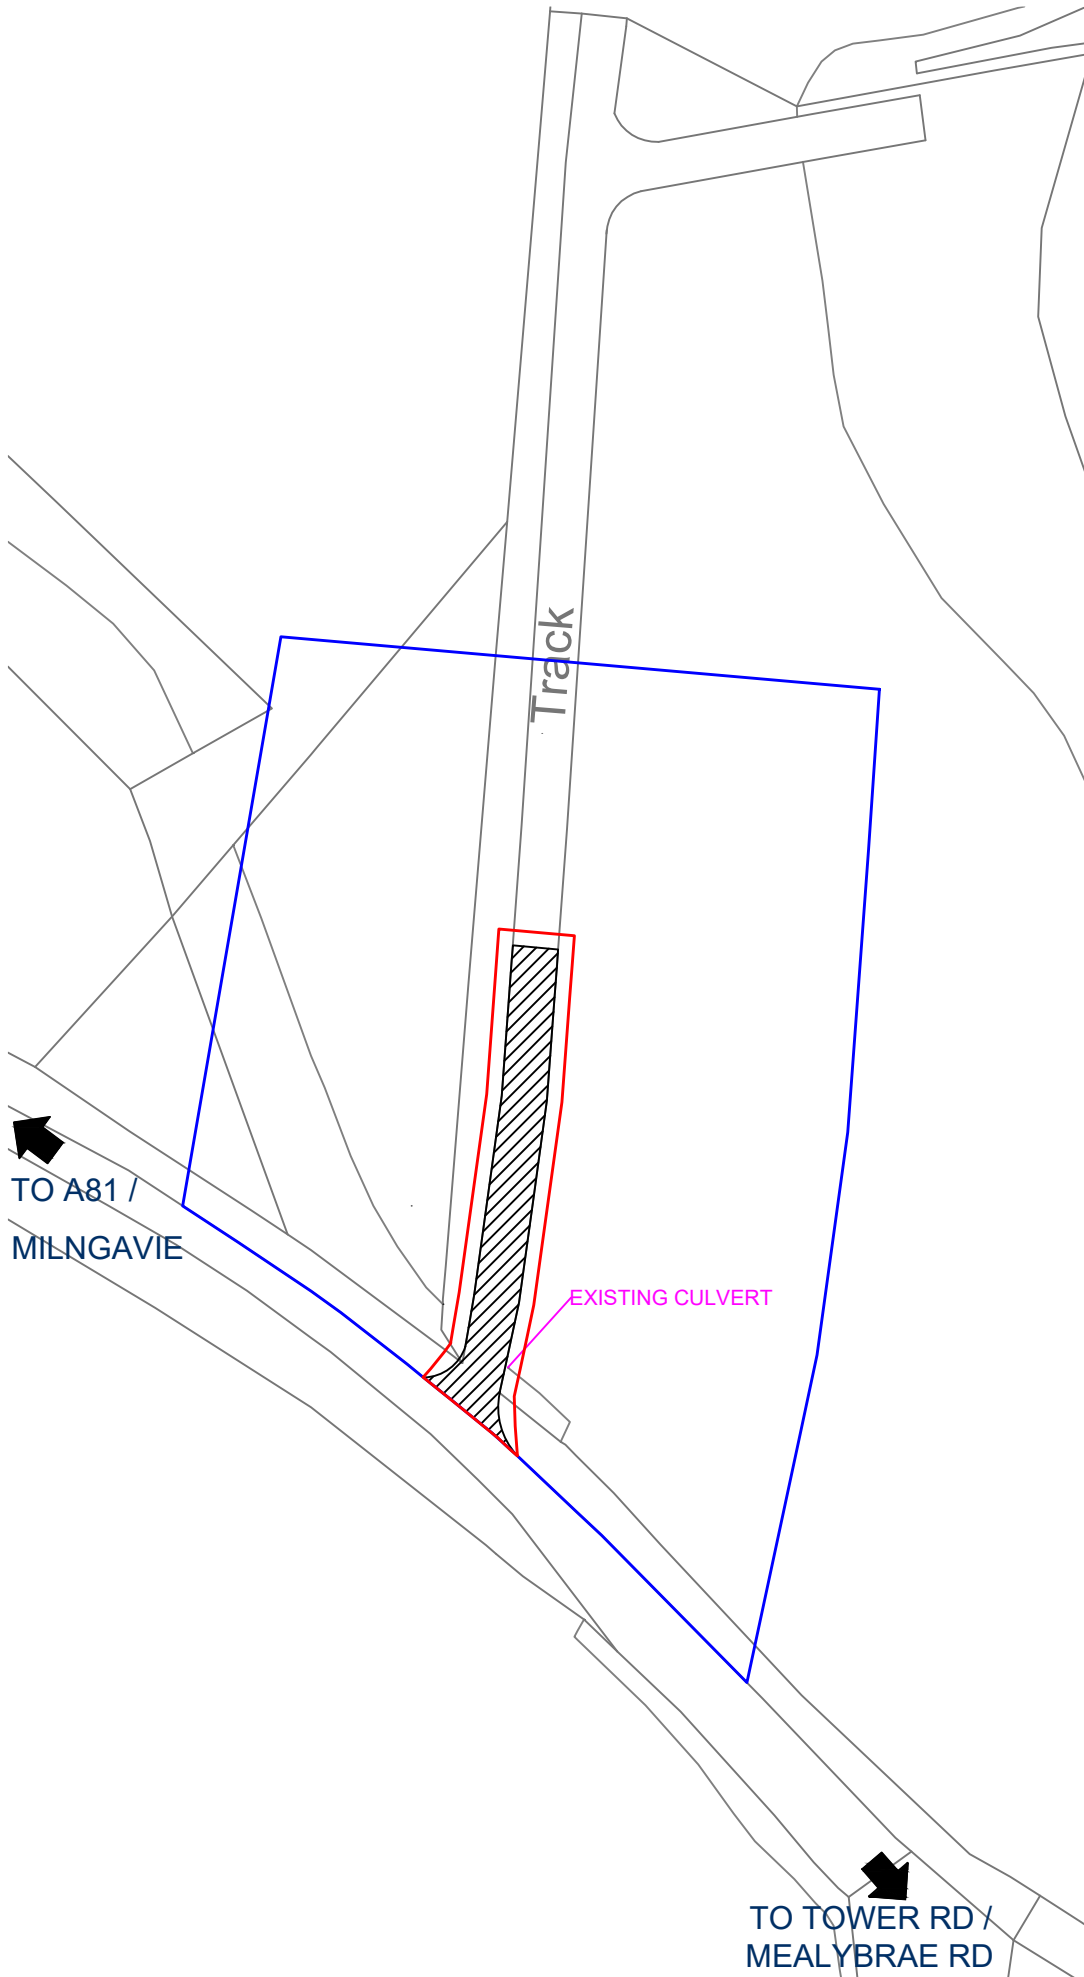 Track
TO A81 /
MILNGAVIE
EXISTING CULVERT
TO TOWER RD /
MEALYBRAE RD